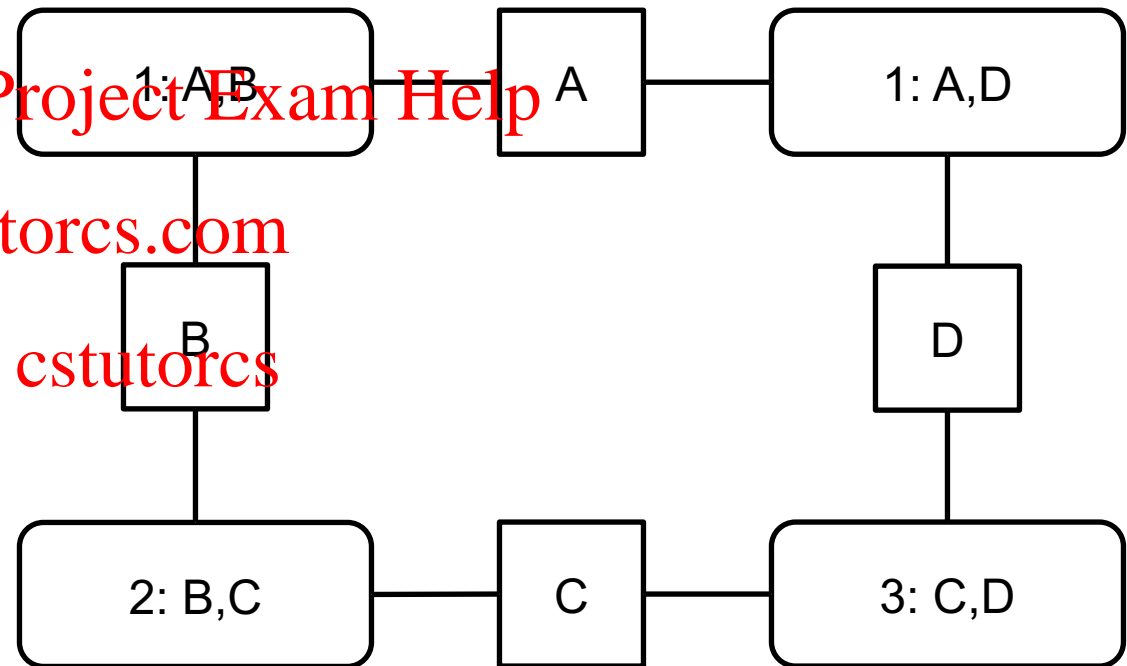 1: A,B A 1: A,D
Project Exam Help
torcs.com
B D
cstutorcs
2: B,C C 3: C,D